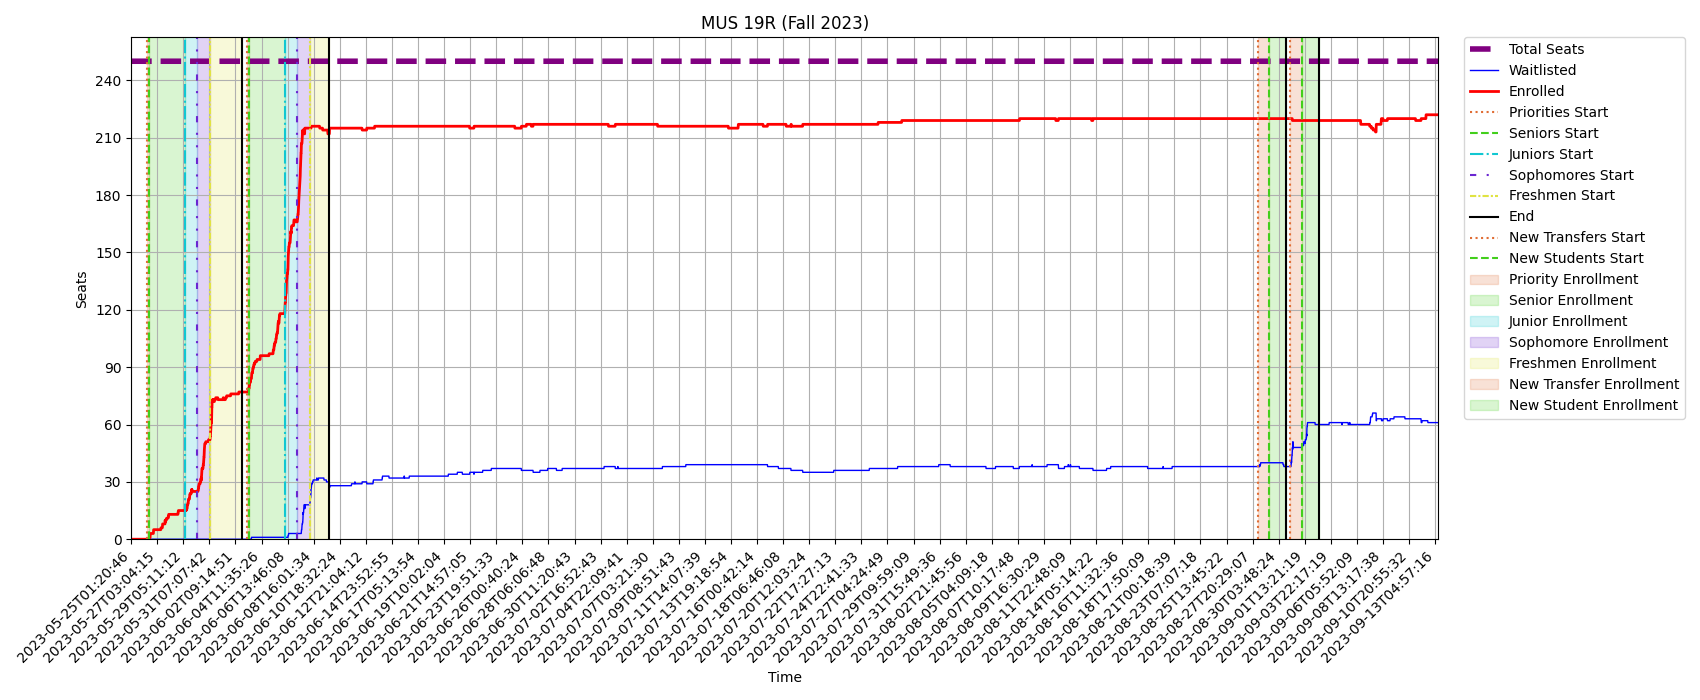 MUS 19R (Fall 2023)
Seats
240
210
180
150
120
90
60
30
0
2023-05-25T01:20:46
2023-05-27T03:04:15
2023-05-29T05:11:12
2023-05-31T07:07:42
2023-06-02T09:14:51
2023-06-04T11:35:26
2023-06-06T13:46:08
2023-06-08T16:01:34
2023-06-10T18:32:24
2023-06-12T21:04:12
2023-06-14T23:52:55
2023-06-17T05:13:54
2023-06-19T10:02:04
2023-06-21T14:57:05
2023-06-23T19:51:33
2023-06-26T00:40:24
2023-06-28T06:06:48
2023-06-30T11:20:43
2023-07-02T16:52:43
2023-07-04T22:09:41
2023-07-07T03:21:30
2023-07-09T08:51:43
2023-07-11T14:07:39
2023-07-13T19:18:54
2023-07-16T00:42:14
2023-07-18T06:46:08
2023-07-20T12:03:24
2023-07-22T17:27:13
2023-07-24T22:41:33
2023-07-27T04:24:49
2023-07-29T09:59:09
2023-07-31T15:49:36
2023-08-02T21:45:56
2023-08-05T04:09:18
2023-08-07T10:17:48
2023-08-09T16:30:29
2023-08-11T22:48:09
2023-08-14T05:14:22
2023-08-16T11:32:36
2023-08-18T17:50:09
2023-08-21T00:18:39
2023-08-23T07:07:18
2023-08-25T13:45:22
2023-08-27T20:29:07
2023-08-30T03:48:24
2023-09-01T13:21:19
2023-09-03T22:17:19
2023-09-06T05:52:09
2023-09-08T13:17:38
2023-09-10T20:55:32
2023-09-13T04:57:16
Time
Total Seats
Waitlisted
Enrolled
Priorities Start
Seniors Start
Juniors Start
Sophomores Start
Freshmen Start
End
New Transfers Start
New Students Start
Priority Enrollment
Senior Enrollment
Junior Enrollment
Sophomore Enrollment
Freshmen Enrollment
New Transfer Enrollment
New Student Enrollment